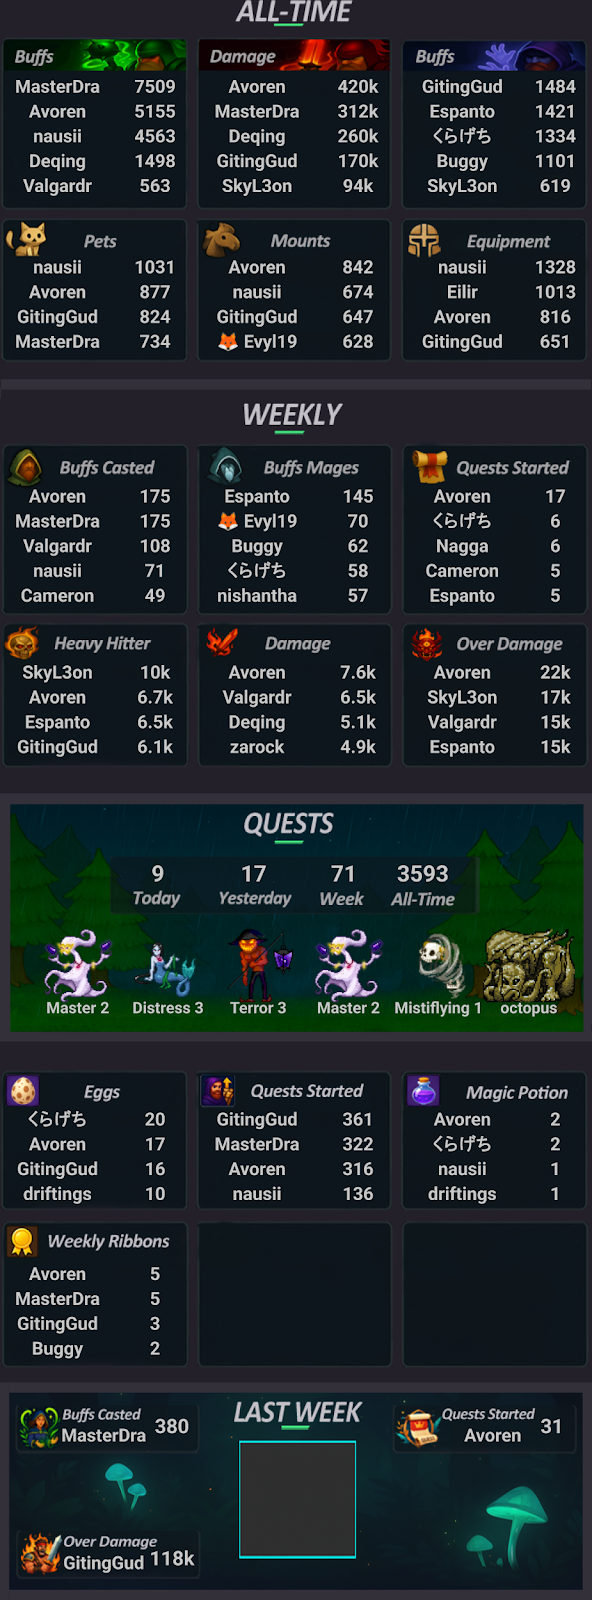 ALL-TIME
Buffs
MasterDra 7509
Avoren 5155
nausii 4563
Deqing 1498
Valgardr 563
Damage
Avoren 420k
MasterDra 312k
Deqing 260k
GitingGud 170k
SkyL3on 94k
Buffs
GitingGud 1484
Espanto 1421
くらげち 1334
Buggy 1101
SkyL3on 619
Pets
nausii 1031
Avoren 877
GitingGud 824
MasterDra 734
Mounts
Avoren 842
nausii 674
GitingGud 647
🦊 Evyl19 628
Equipment
nausii 1328
Eilir 1013
Avoren 816
GitingGud 651
WEEKLY
Buffs Casted
Avoren 175
MasterDra 175
Valgardr 108
nausii 71
Cameron 49
Buffs Mages
Espanto 145
🦊 Evyl19 70
Buggy 62
くらげち 58
nishantha 57
Quests Started
Avoren 17
くらげち 6
Nagga 6
Cameron 5
Espanto 5
Heavy Hitter
SkyL3on 10k
Avoren 6.7k
Espanto 6.5k
GitingGud 6.1k
Damage
Avoren 7.6k
Valgardr 6.5k
Deqing 5.1k
zarock 4.9k
Over Damage
Avoren 22k
SkyL3on 17k
Valgardr 15k
Espanto 15k
QUESTS
9 17 71 3593
Today Yesterday Week All-Time
Master 2 Distress 3 Terror 3 Master 2 Mistiflying 1 octopus
Eggs
くらげち 20
Avoren 17
GitingGud 16
driftings 10
Quests Started
GitingGud 361
MasterDra 322
Avoren 316
nausii 136
Magic Potion
Avoren 2
くらげち 2
nausii 1
driftings 1
Weekly Ribbons
Avoren 5
MasterDra 5
GitingGud 3
Buggy 2
LAST WEEK
Buffs Casted
MasterDra 380
Quests Started
Avoren 31
Over Damage
GitingGud 118k